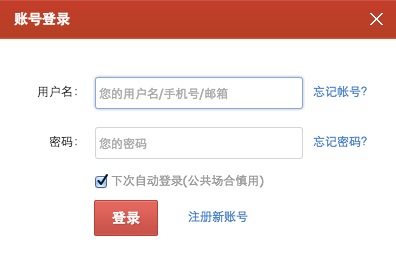 账号登录
用户名： 您的用户名/手机号/邮箱 忘记帐号?
密码： 您的密码 忘记密码?
下次自动登录(公共场合慎用)
登录 注册新账号